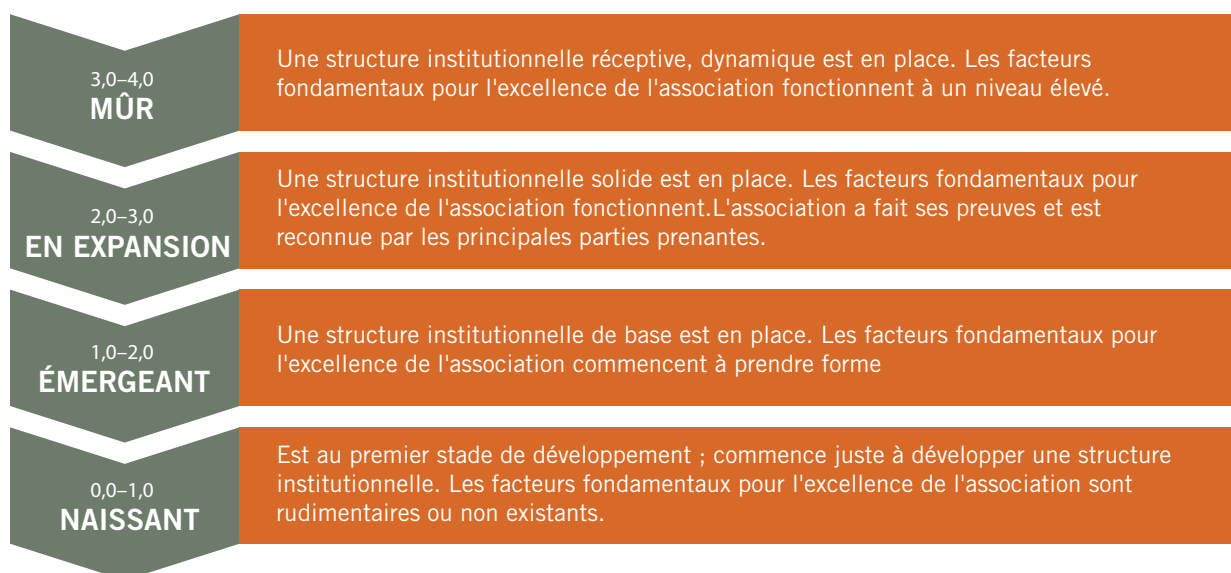 3,0–4,0
MÛR
Une structure institutionnelle réceptive, dynamique est en place. Les facteurs
fondamentaux pour l'excellence de l'association fonctionnent à un niveau élevé.
2,0–3,0
EN EXPANSION
Une structure institutionnelle solide est en place. Les facteurs fondamentaux pour
l'excellence de l'association fonctionnent.L'association a fait ses preuves et est
reconnue par les principales parties prenantes.
1,0–2,0
ÉMERGEANT
Une structure institutionnelle de base est en place. Les facteurs fondamentaux pour
l'excellence de l'association commencent à prendre forme
0,0–1,0
NAISSANT
Est au premier stade de développement ; commence juste à développer une structure
institutionnelle. Les facteurs fondamentaux pour l'excellence de l'association sont
rudimentaires ou non existants.